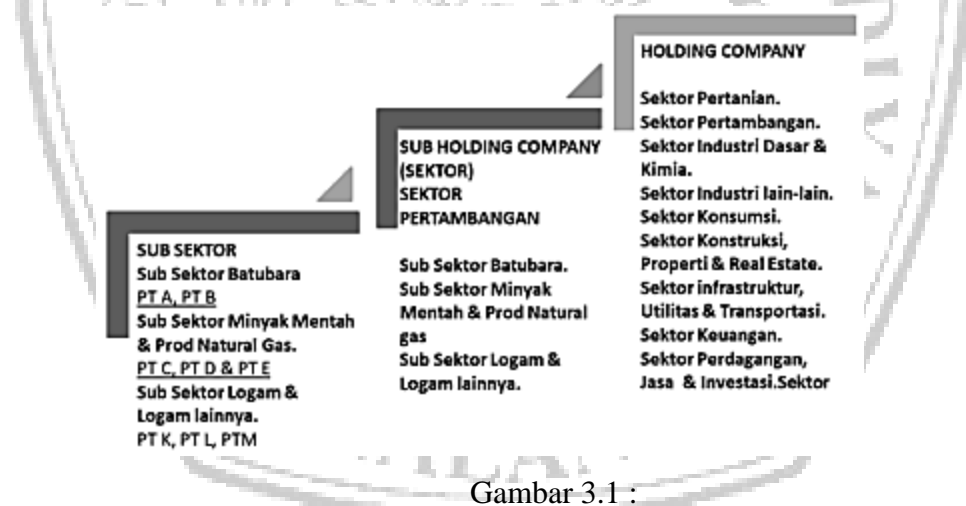 SUB SEKTOR
Sub Sektor Batubara
PT A, PT B
Sub Sektor Minyak Mentah
& Prod Natural Gas.
PT C, PT D & PT E
Sub Sektor Logam &
Logam lainnya.
PT K, PT L, PTM
SUB HOLDING COMPANY
(SEKTOR)
SEKTOR
PERTAMBANGAN
Sub Sektor Batubara.
Sub Sektor Minyak
Mentah & Prod Natural
gas
Sub Sektor Logam &
Logam lainnya.
HOLDING COMPANY
Sektor Pertanian.
Sektor Pertambangan.
Sektor Industri Dasar &
Kimia.
Sektor Industri lain-lain.
Sektor Konsumsi.
Sektor Konstruksi,
Properti & Real Estate.
Sektor infrastruktur,
Utilitas & Transportasi.
Sektor Keuangan.
Sektor Perdagangan,
Jasa & Investasi.Sektor
Gambar 3.1 :